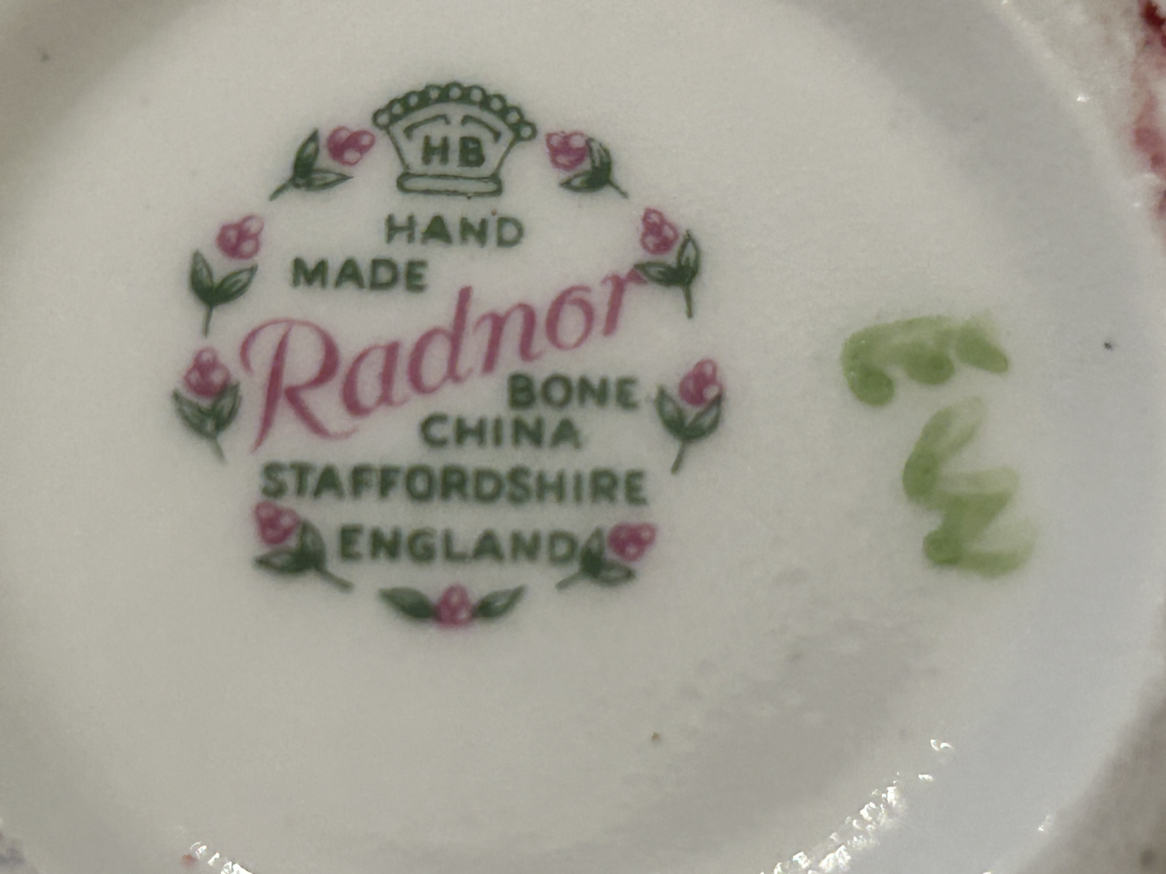 HB
HAND
MADE
Radnor
BONE
CHINA
STAFFORDSHIRE
ENGLAND